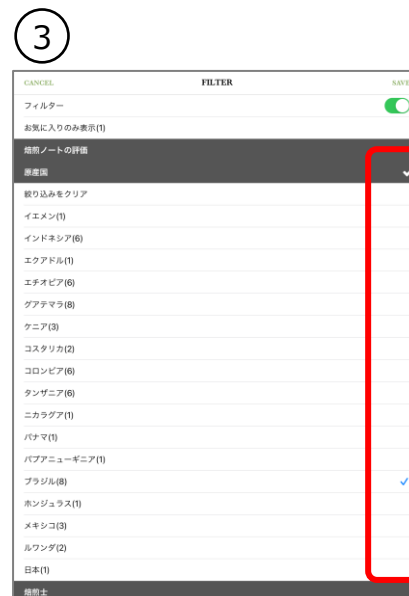 3
CANCEL FILTER SAVE
フィルター
お気に入りのみ表示(1)
焙煎ノートの評価
原産国
絞り込みをクリア
イエメン(1)
インドネシア(6)
エクアドル(1)
エチオピア(6)
グアテマラ(8)
ケニア(3)
コスタリカ(2)
コロンビア(6)
タンザニア(6)
ニカラグア(1)
パナマ(1)
パプアニューギニア(1)
ブラジル(8)
ホンジュラス(1)
メキシコ(3)
ルワンダ(2)
日本(1)
焙煎士